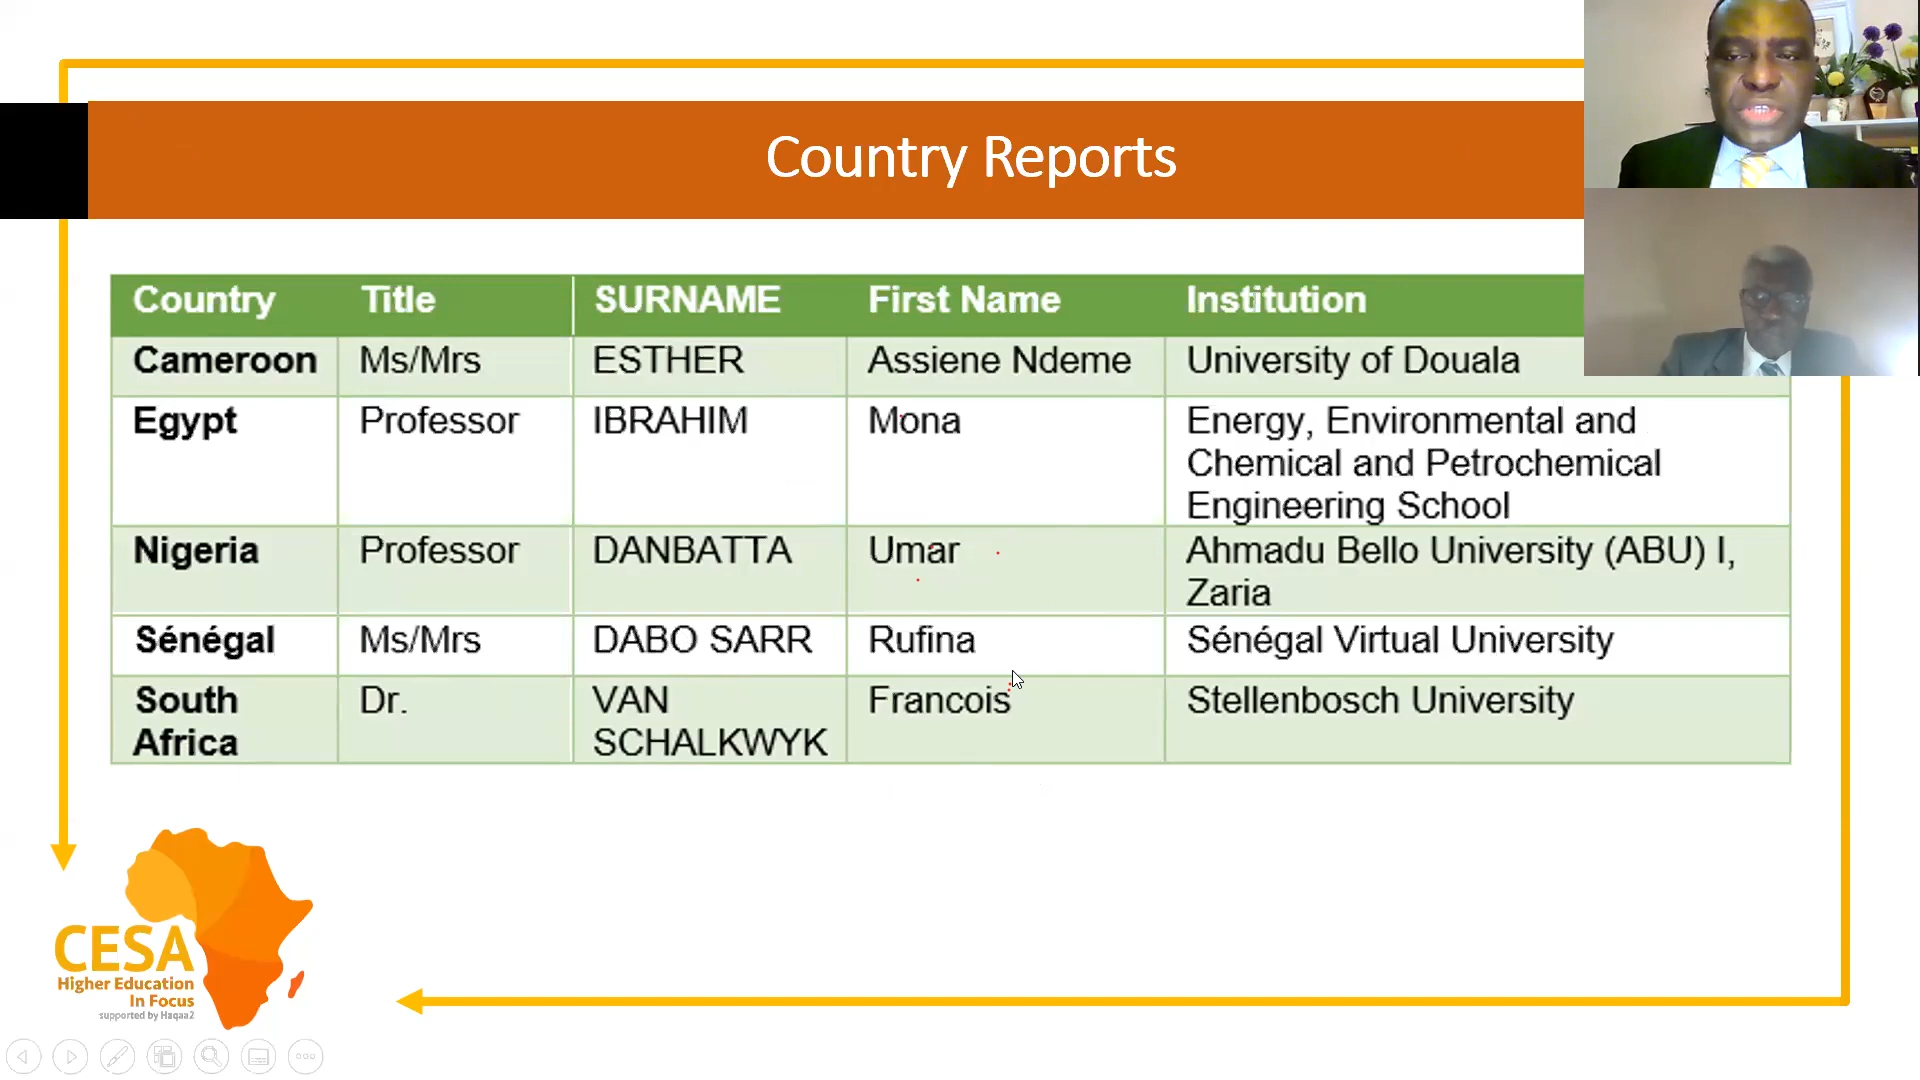 Country Reports
Country Title SURNAME First Name Institution
Cameroon Ms/Mrs ESTHER Assiene Ndeme University of Douala
Egypt Professor IBRAHIM Mona Energy, Environmental and
Chemical and Petrochemical
Engineering School
Nigeria Professor DANBATTA Umar Ahmadu Bello University (ABU) I,
Zaria
Sénégal Ms/Mrs DABO SARR Rufina Sénégal Virtual University
South Dr. VAN Francois Stellenbosch University
Africa SCHALKWYK
CESA
Higher Education
In Focus
supported by Haqaa2